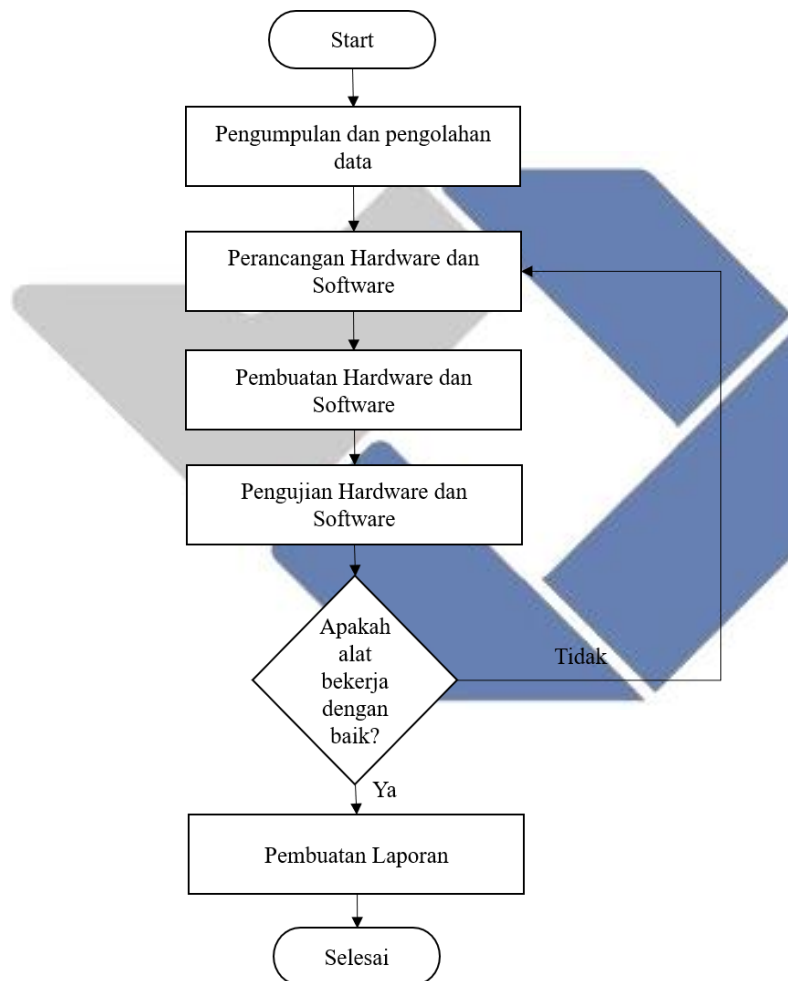 Start
Pengumpulan dan pengolahan
data
Perancangan Hardware dan
Software
Pembuatan Hardware dan
Software
Pengujian Hardware dan
Software
Apakah
alat
bekerja
dengan
baik?
Tidak
Ya
Pembuatan Laporan
Selesai